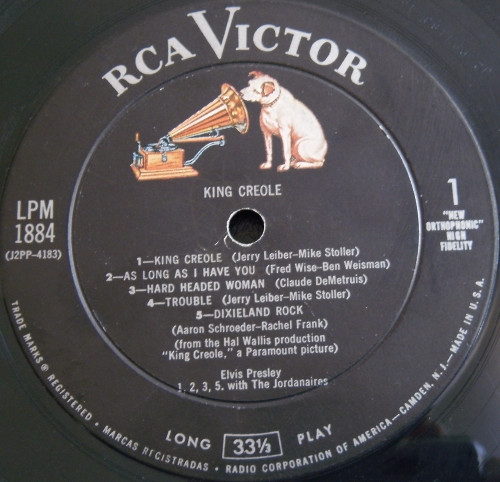 RCA VICTOR
KING CREOLE
LPM
1884
(J2PP-4183)
1
"NEW
ORTHOPHONIC"
HIGH
FIDELITY
1—KING CREOLE (Jerry Leiber-Mike Stoller)
2—AS LONG AS I HAVE YOU (Fred Wise-Ben Weisman)
3—HARD HEADED WOMAN (Claude DeMetruis)
4—TROUBLE (Jerry Leiber-Mike Stoller)
5—DIXIELAND ROCK
(Aaron Schroeder-Rachel Frank)
(from the Hal Wallis production
"King Creole," a Paramount picture)
Elvis Presley
1, 2, 3, 5. with The Jordanaires
LONG 33⅓ PLAY
TRADE MARKS ® REGISTERED • MARCAS REGISTRADAS • RADIO CORPORATION OF AMERICA—CAMDEN, N. J.—MADE IN U.S.A.